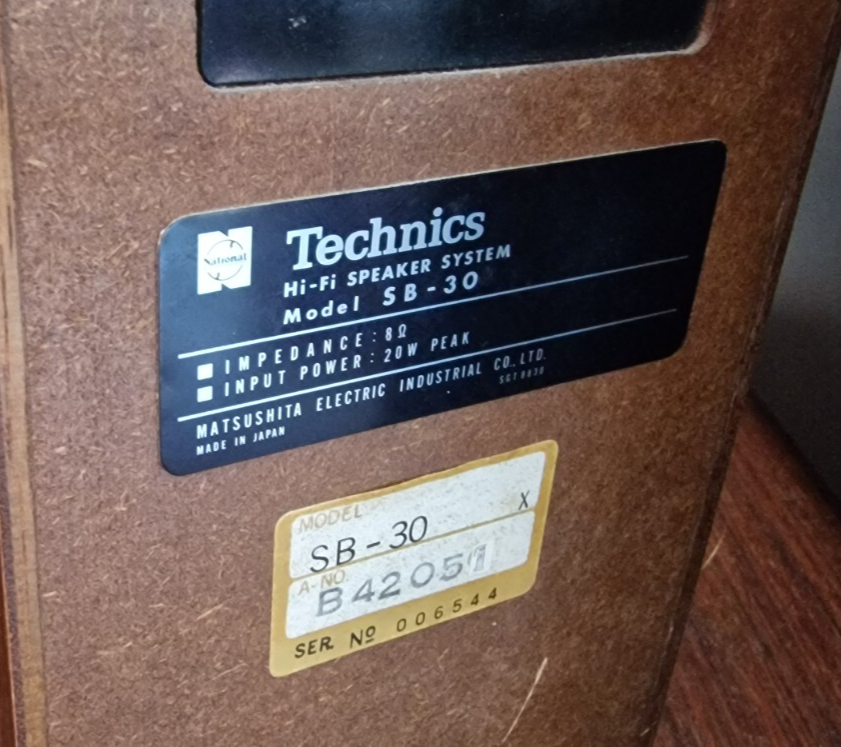 National
Technics
Hi-Fi SPEAKER SYSTEM
Model SB-30
IMPEDANCE: 8Ω
INPUT POWER: 20W PEAK
MATSUSHITA ELECTRIC INDUSTRIAL CO., LTD.
MADE IN JAPAN
MODEL
SB-30 X
A-NO.
B42051
SER. Nº 006544